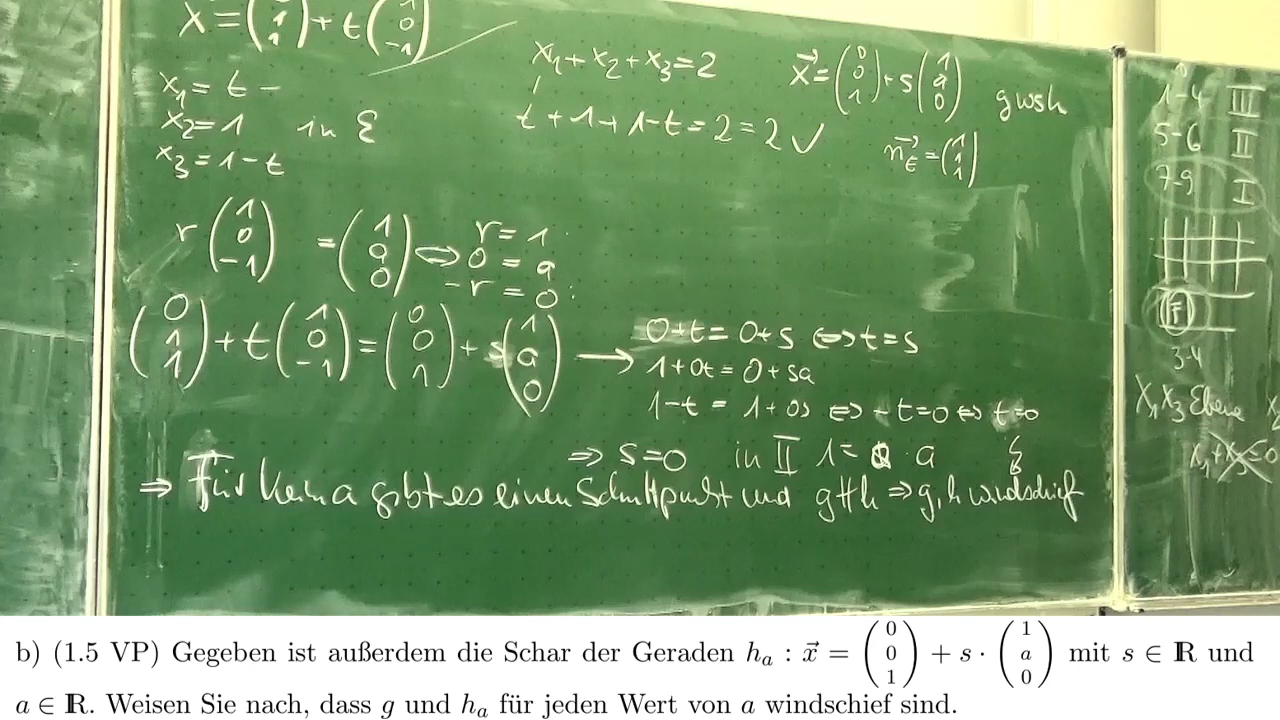 x = (1 1) + t (1 0 -1)
x₁ + x₂ + x₃ = 2
x⃗ = (0 0 1) + s (1 a 0) g wsh
x₁ = t -
x₂ = 1 in E
x₃ = 1 - t
t + 1 + 1 - t = 2 = 2 ✓
n⃗_E = (1 1 1)
r (1 0 -1) = (1 a 0) ⇔ r = 1
0 = a
-r = 0
(0 1 1) + t (1 0 -1) = (0 0 1) + s (1 a 0) → 0+t = 0+s ⇔ t = s
1+0t = 0+sa
1-t = 1+0s ⇔ -t=0 ⇔ t=0
⇒ s=0 in II 1 = 0 · a
⇒ Für kein a gibt es einen Schnittpunkt und g∦h ⇒ g, h windschief
1-4 III
5-6 II
7-9 I
3-4
x₁x₃ Ebene
b) (1.5 VP) Gegeben ist außerdem die Schar der Geraden hₐ : x⃗ = (0 0 1) + s · (1 a 0) mit s ∈ ℝ und
a ∈ ℝ. Weisen Sie nach, dass g und hₐ für jeden Wert von a windschief sind.